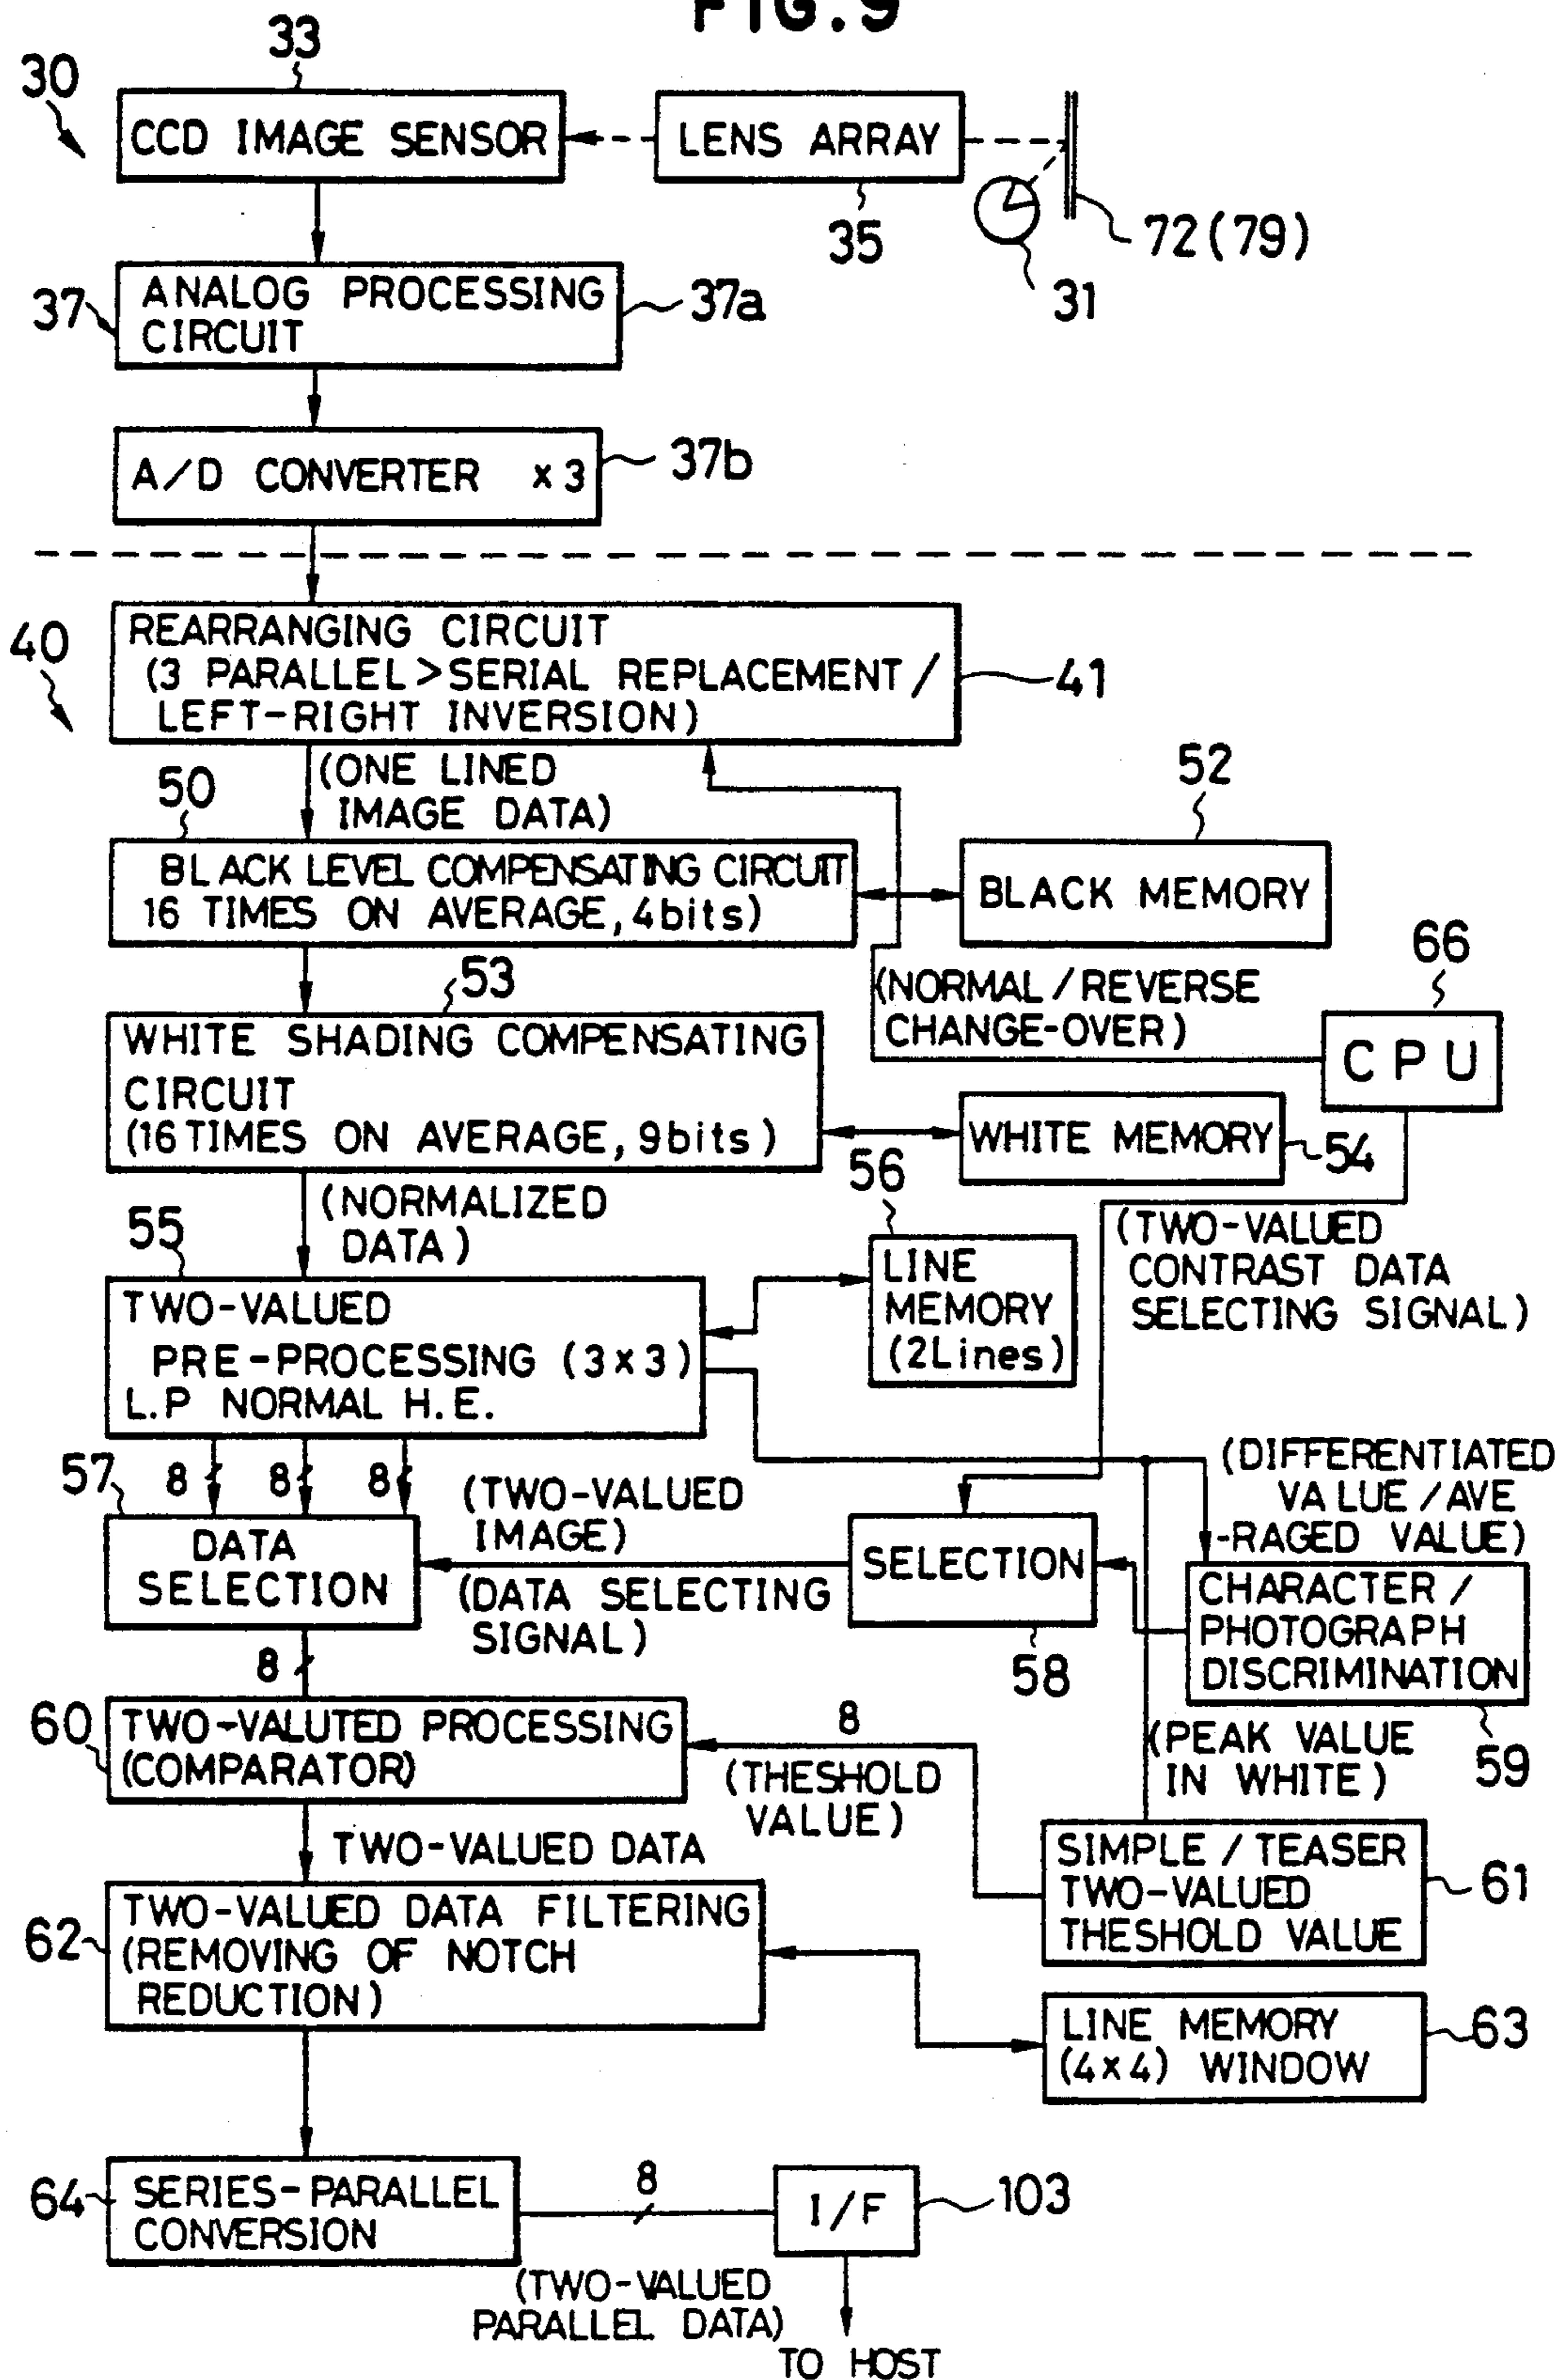 FIG.9
33
30
CCD IMAGE SENSOR
LENS ARRAY
35
72(79)
31
37
ANALOG PROCESSING
CIRCUIT
37a
A/D CONVERTER ×3
37b
40
REARRANGING CIRCUIT
(3 PARALLEL>SERIAL REPLACEMENT/
LEFT-RIGHT INVERSION)
41
(ONE LINED
IMAGE DATA)
50
52
BLACK LEVEL COMPENSATING CIRCUIT
16 TIMES ON AVERAGE, 4bits)
BLACK MEMORY
53
(NORMAL/REVERSE
CHANGE-OVER)
66
CPU
WHITE SHADING COMPENSATING
CIRCUIT
(16 TIMES ON AVERAGE, 9bits)
WHITE MEMORY
54
(NORMALIZED
DATA)
55
56
LINE
MEMORY
(2Lines)
(TWO-VALUED
CONTRAST DATA
SELECTING SIGNAL)
TWO-VALUED
PRE-PROCESSING (3×3)
L.P NORMAL H.E.
57
8 8 8
(TWO-VALUED
IMAGE)
(DIFFERENTIATED
VALUE/AVE
-RAGED VALUE)
DATA
SELECTION
(DATA SELECTING
SIGNAL)
SELECTION
58
CHARACTER/
PHOTOGRAPH
DISCRIMINATION
59
8
60
TWO-VALUTED PROCESSING
(COMPARATOR)
8
(THESHOLD
VALUE)
(PEAK VALUE
IN WHITE)
TWO-VALUED DATA
SIMPLE/TEASER
TWO-VALUED
THESHOLD VALUE
61
62
TWO-VALUED DATA FILTERING
(REMOVING OF NOTCH
REDUCTION)
LINE MEMORY
(4×4) WINDOW
63
64
SERIES-PARALLEL
CONVERSION
8
I/F
103
(TWO-VALUED
PARALLEL DATA)
TO HOST